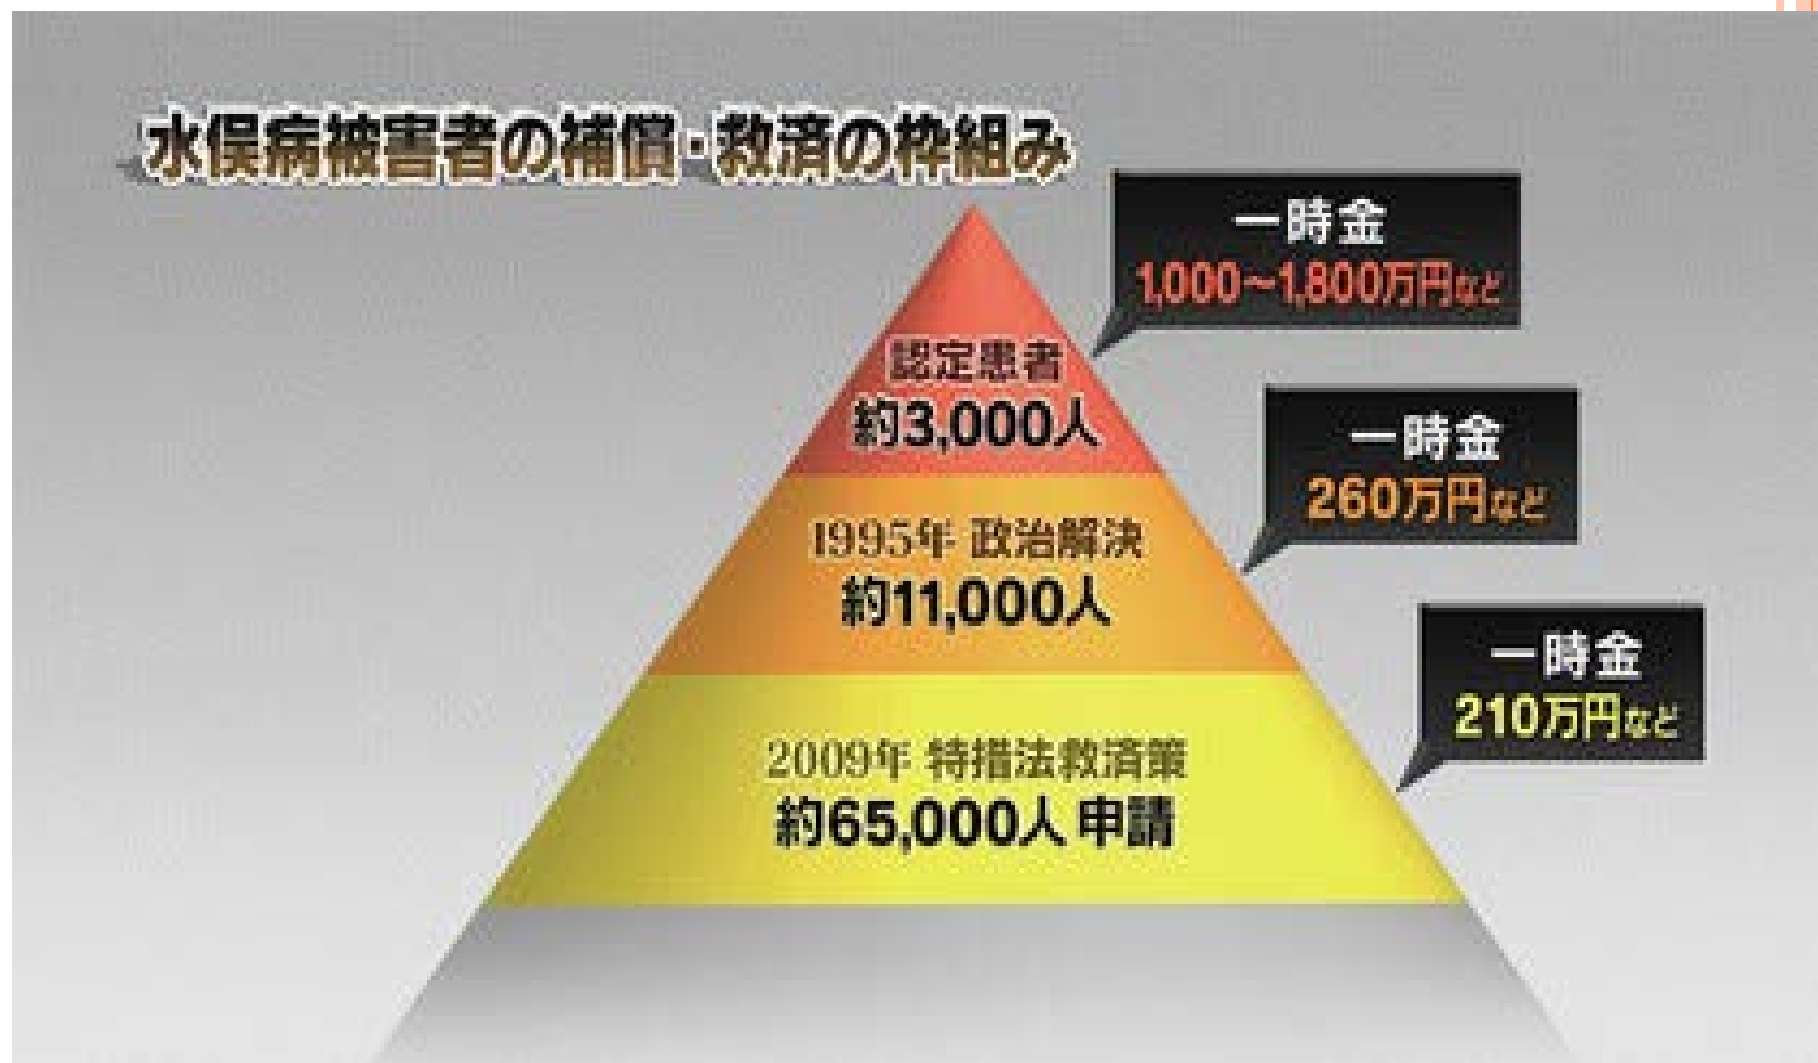 水俣病被害者の補償・救済の枠組み
一時金
1,000～1,800万円など
認定患者
約3,000人
一時金
260万円など
1995年 政治解決
約11,000人
一時金
210万円など
2009年 特措法救済策
約65,000人 申請